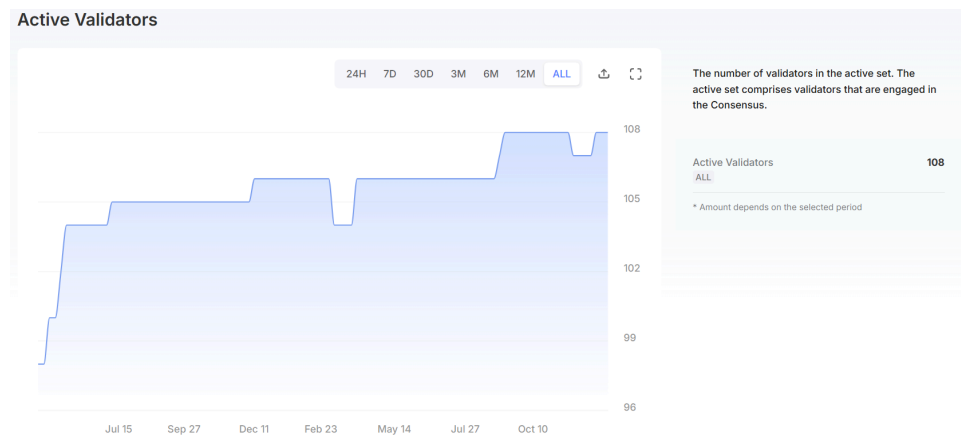 Active Validators
24H 7D 30D 3M 6M 12M ALL
The number of validators in the active set. The
active set comprises validators that are engaged in
the Consensus.
Active Validators 108
ALL
* Amount depends on the selected period
108
105
102
99
96
Jul 15 Sep 27 Dec 11 Feb 23 May 14 Jul 27 Oct 10